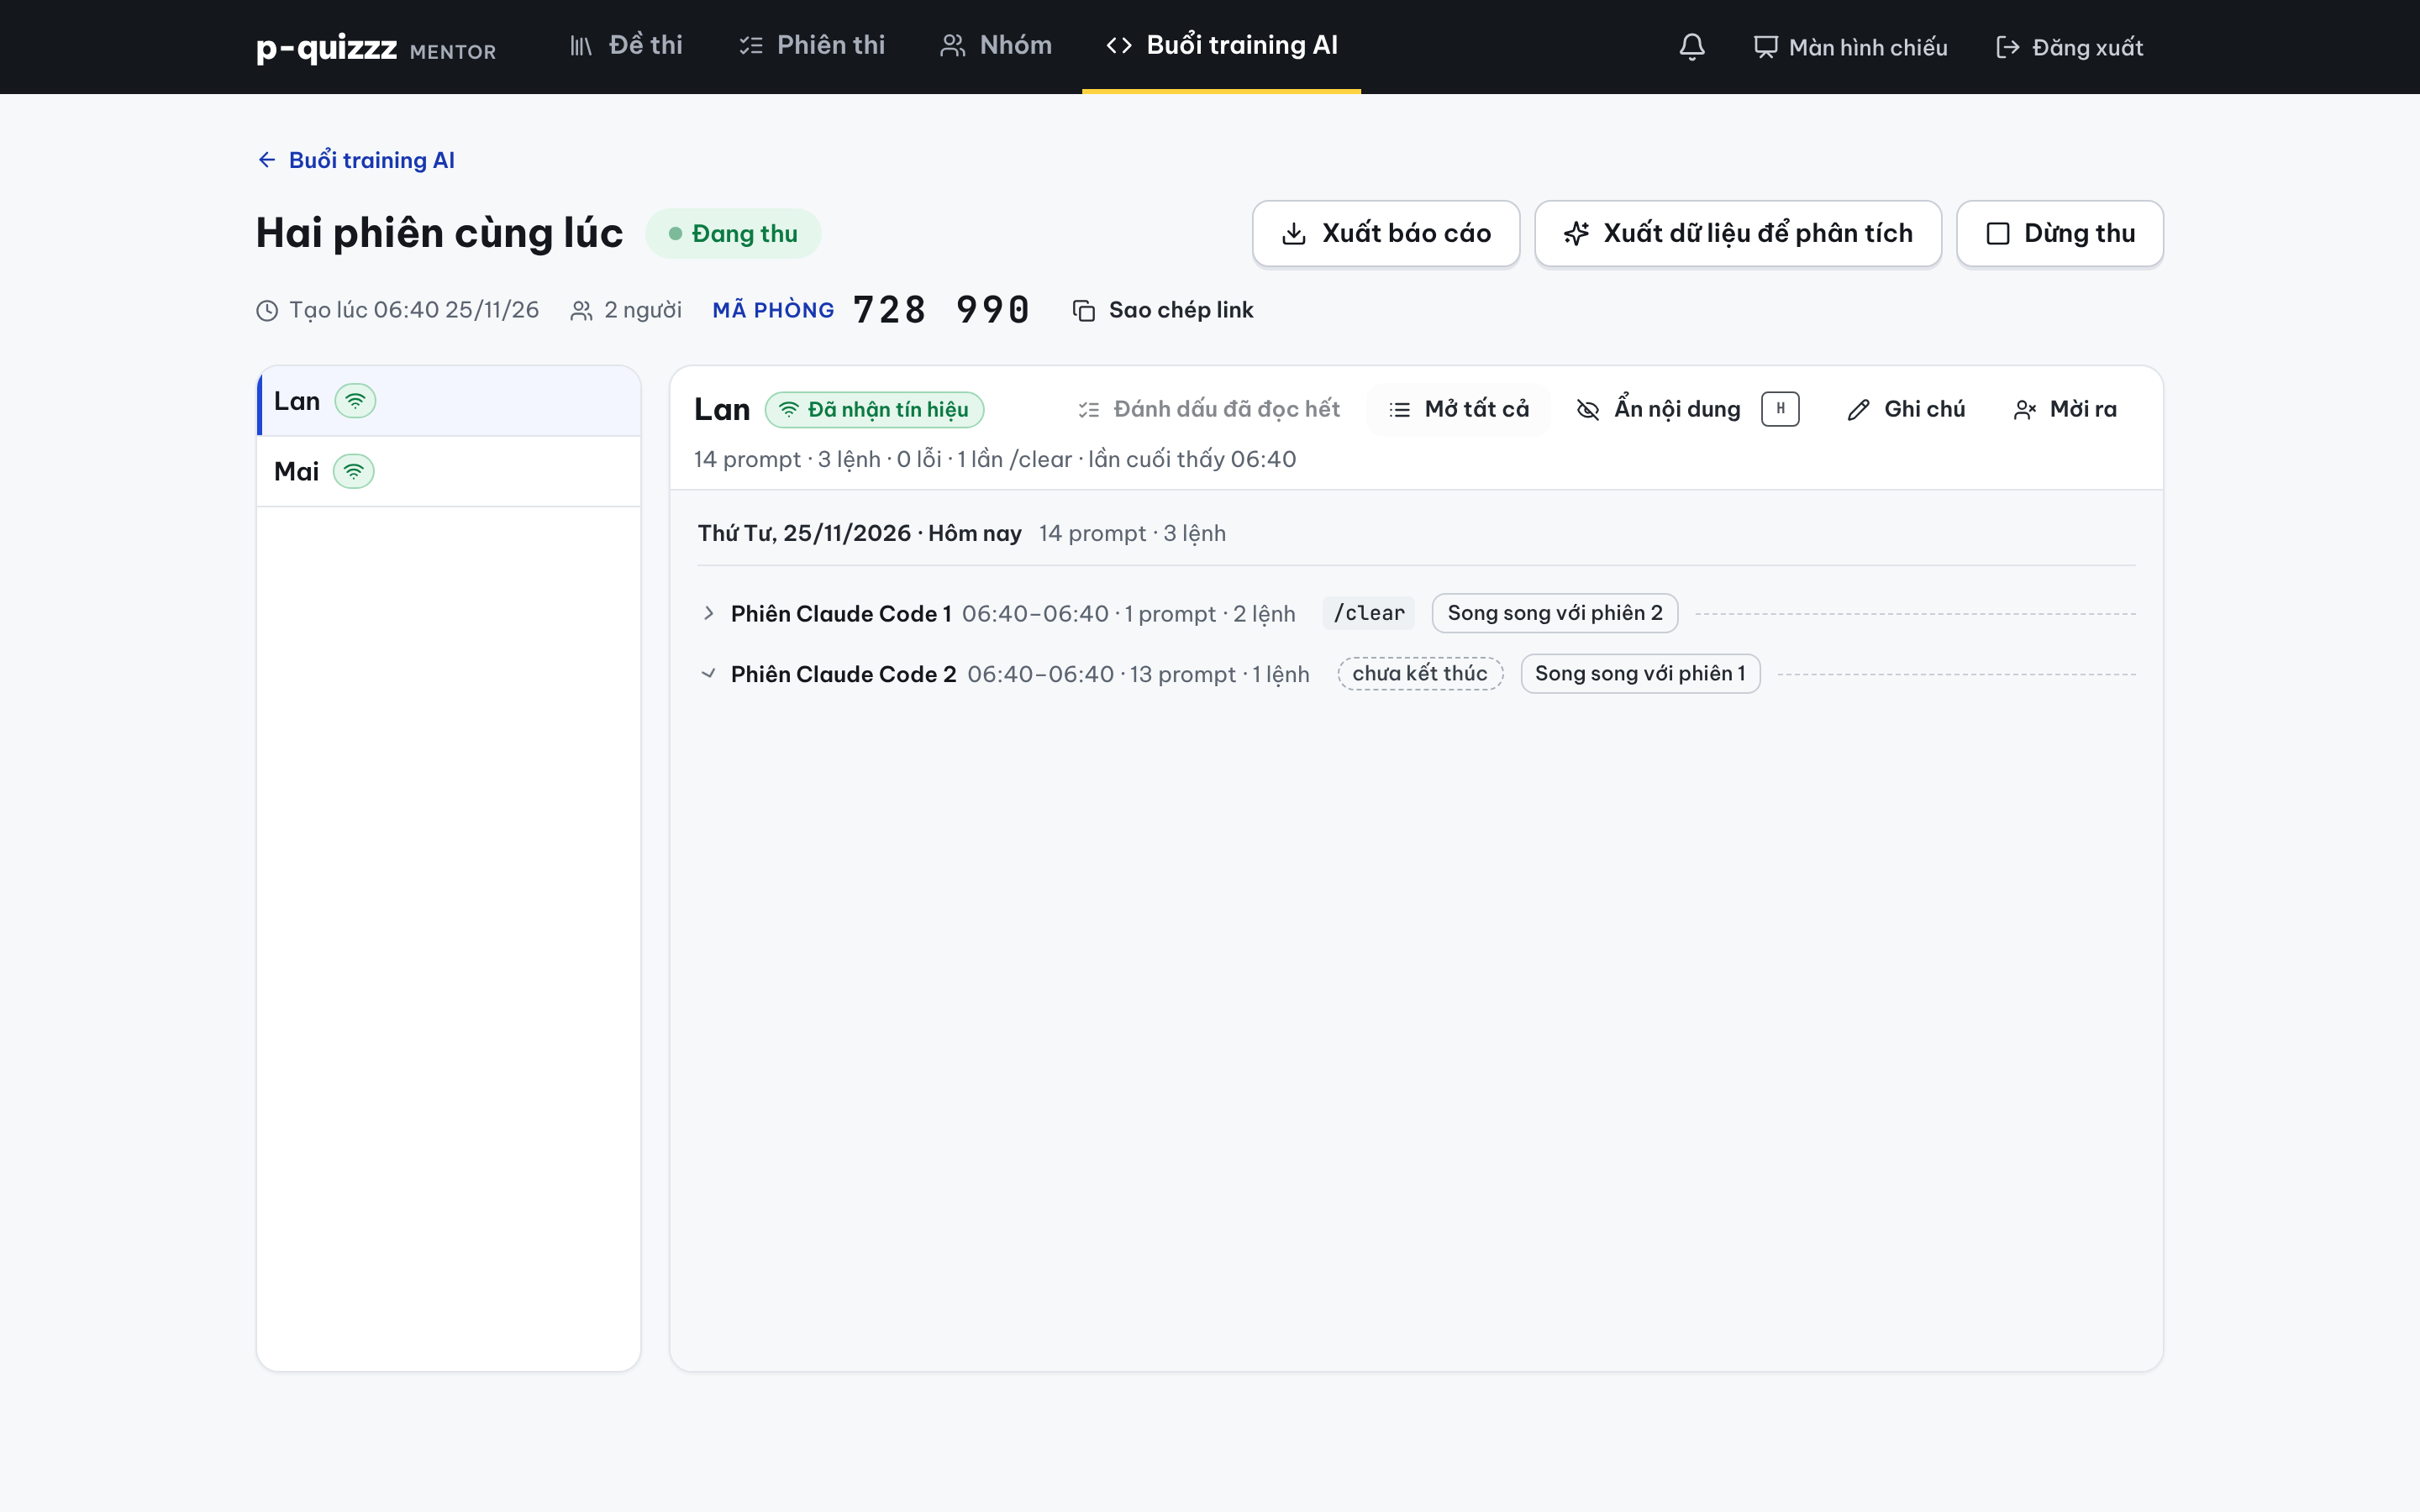 p-quizzz MENTOR Đề thi Phiên thi Nhóm Buổi training AI Màn hình chiếu Đăng xuất
Buổi training AI
Hai phiên cùng lúc Đang thu Xuất báo cáo Xuất dữ liệu để phân tích Dừng thu
Tạo lúc 06:40 25/11/26 2 người MÃ PHÒNG 728 990 Sao chép link
Lan
Mai
Lan Đã nhận tín hiệu Đánh dấu đã đọc hết Mở tất cả Ẩn nội dung H Ghi chú Mời ra
14 prompt · 3 lệnh · 0 lỗi · 1 lần /clear · lần cuối thấy 06:40
Thứ Tư, 25/11/2026 · Hôm nay 14 prompt · 3 lệnh
Phiên Claude Code 1 06:40–06:40 · 1 prompt · 2 lệnh /clear Song song với phiên 2
Phiên Claude Code 2 06:40–06:40 · 13 prompt · 1 lệnh chưa kết thúc Song song với phiên 1